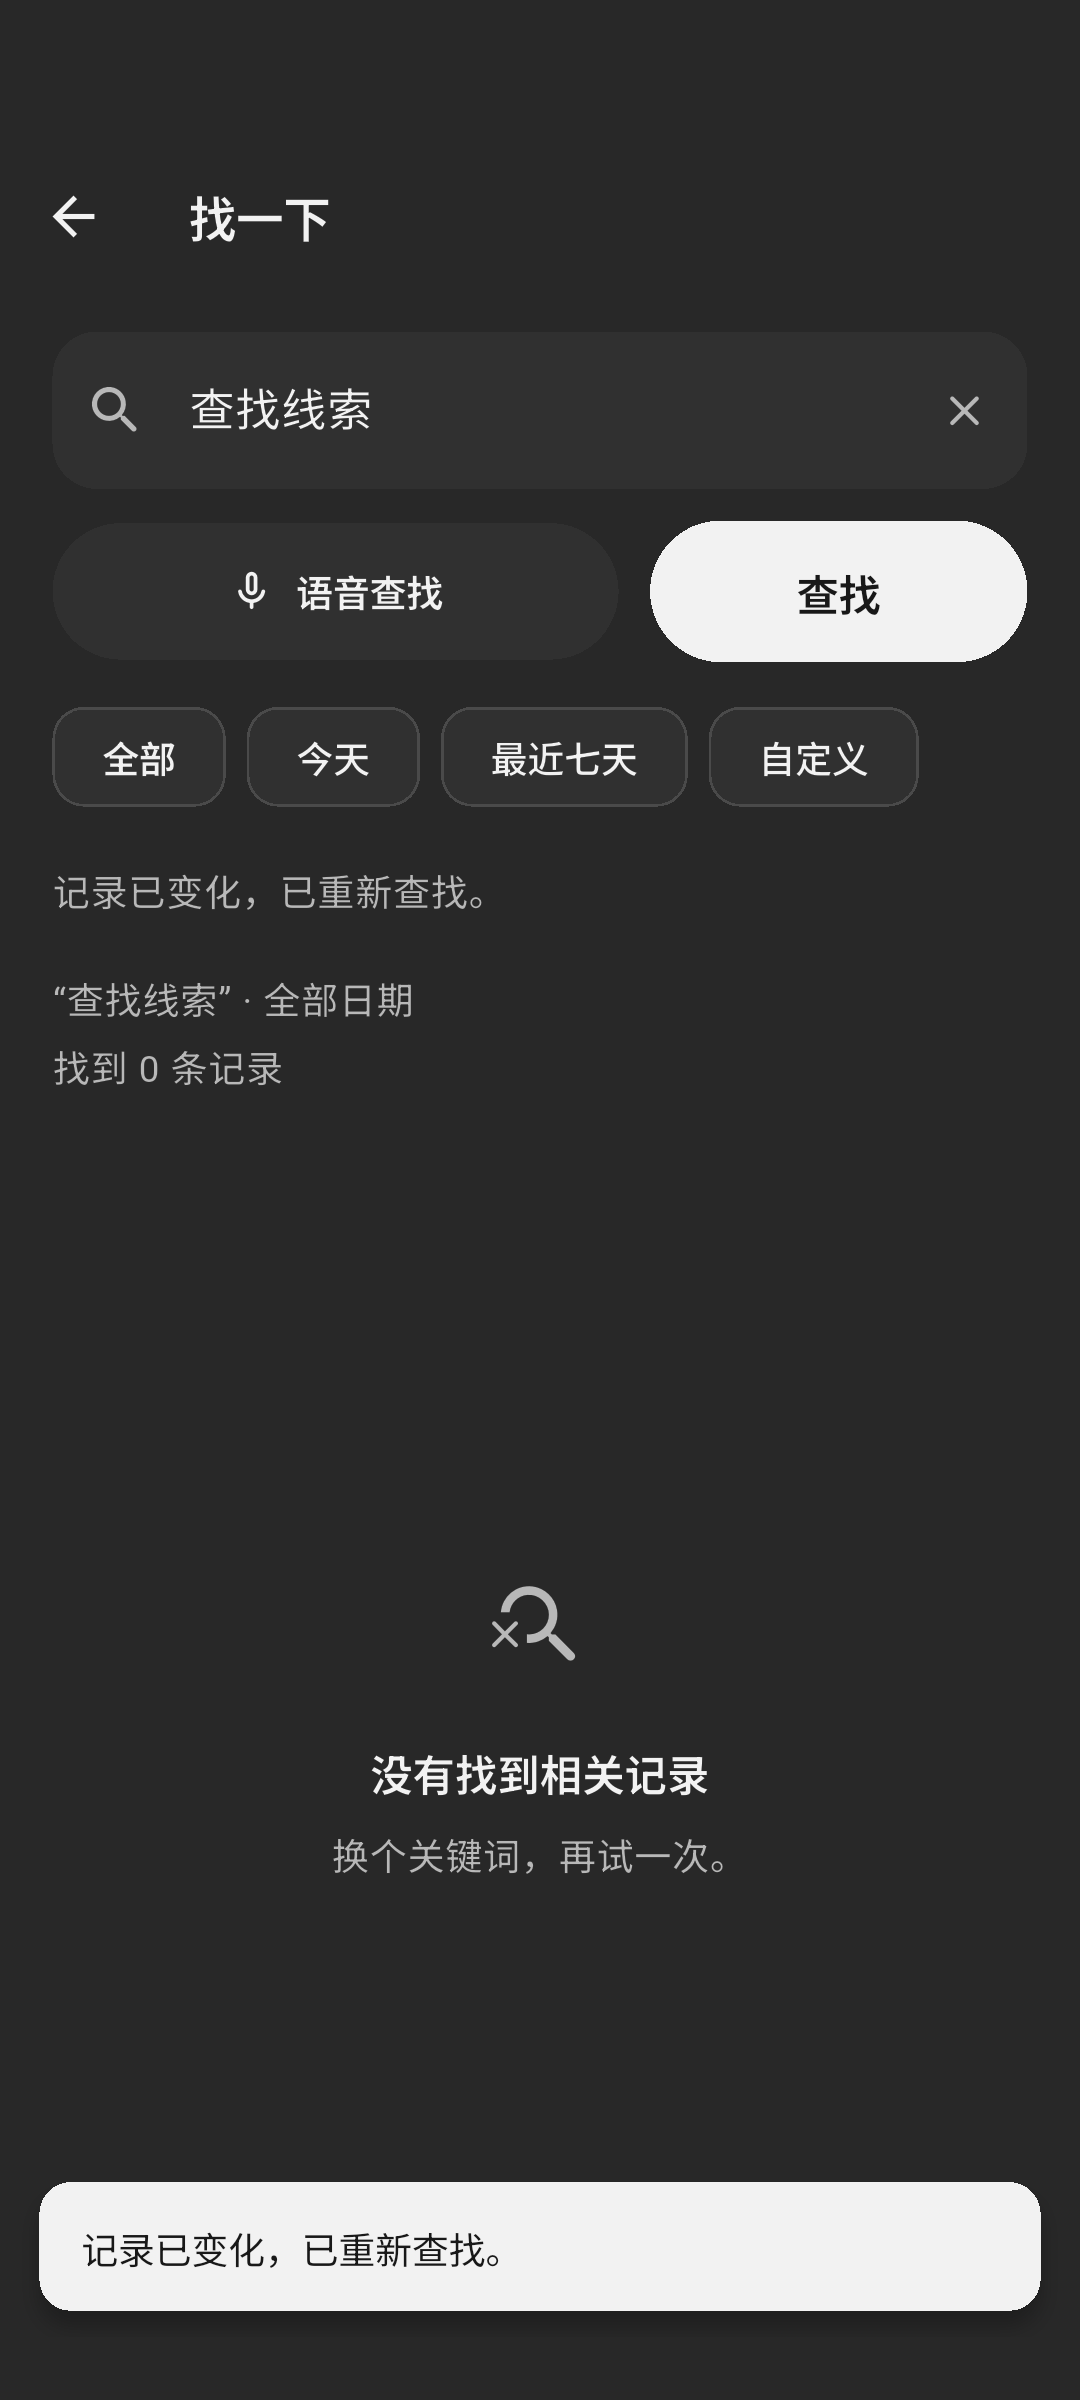 找一下
查找线索
语音查找
查找
全部
今天
最近七天
自定义
记录已变化，已重新查找。
“查找线索” · 全部日期
找到 0 条记录
没有找到相关记录
换个关键词，再试一次。
记录已变化，已重新查找。